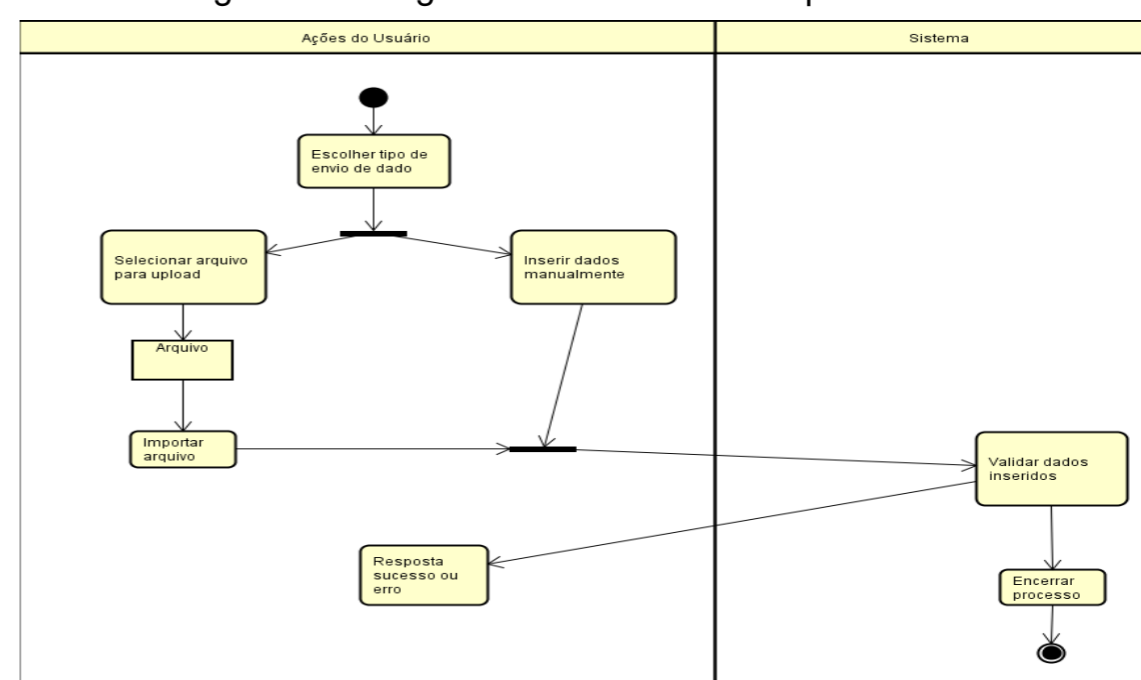 Ações do Usuário
Sistema
Escolher tipo de
envio de dado
Selecionar arquivo
para upload
Inserir dados
manualmente
Arquivo
Importar
arquivo
Validar dados
inseridos
Resposta
sucesso ou
erro
Encerrar
processo